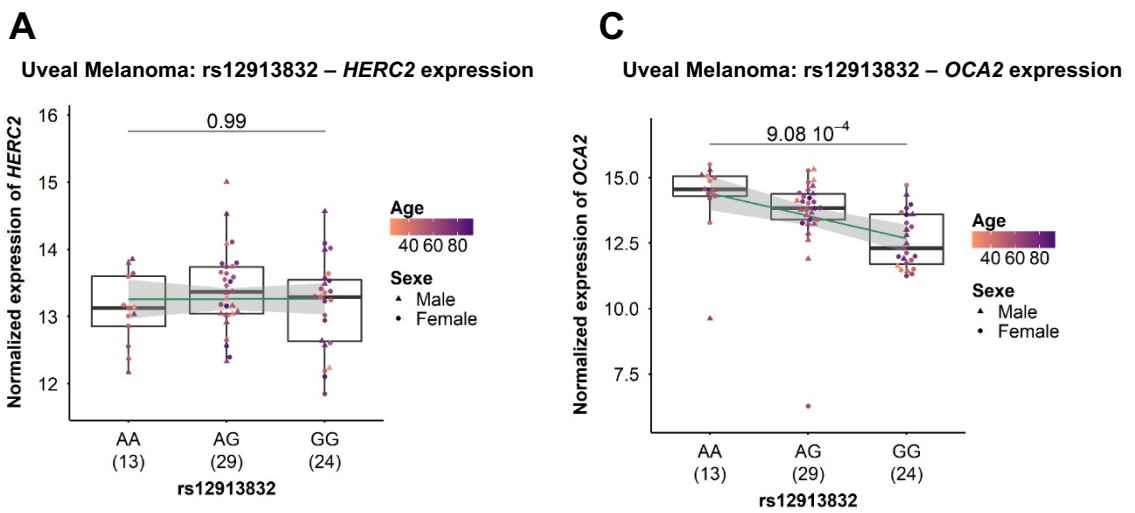 A
Uveal Melanoma: rs12913832 – HERC2 expression
Normalized expression of HERC2
16
15
14
13
12
0.99
AA
(13)
AG
(29)
GG
(24)
rs12913832
Age
40 60 80
Sexe
Male
Female
C
Uveal Melanoma: rs12913832 – OCA2 expression
Normalized expression of OCA2
15.0
12.5
10.0
7.5
9.08 10⁻⁴
AA
(13)
AG
(29)
GG
(24)
rs12913832
Age
40 60 80
Sexe
Male
Female